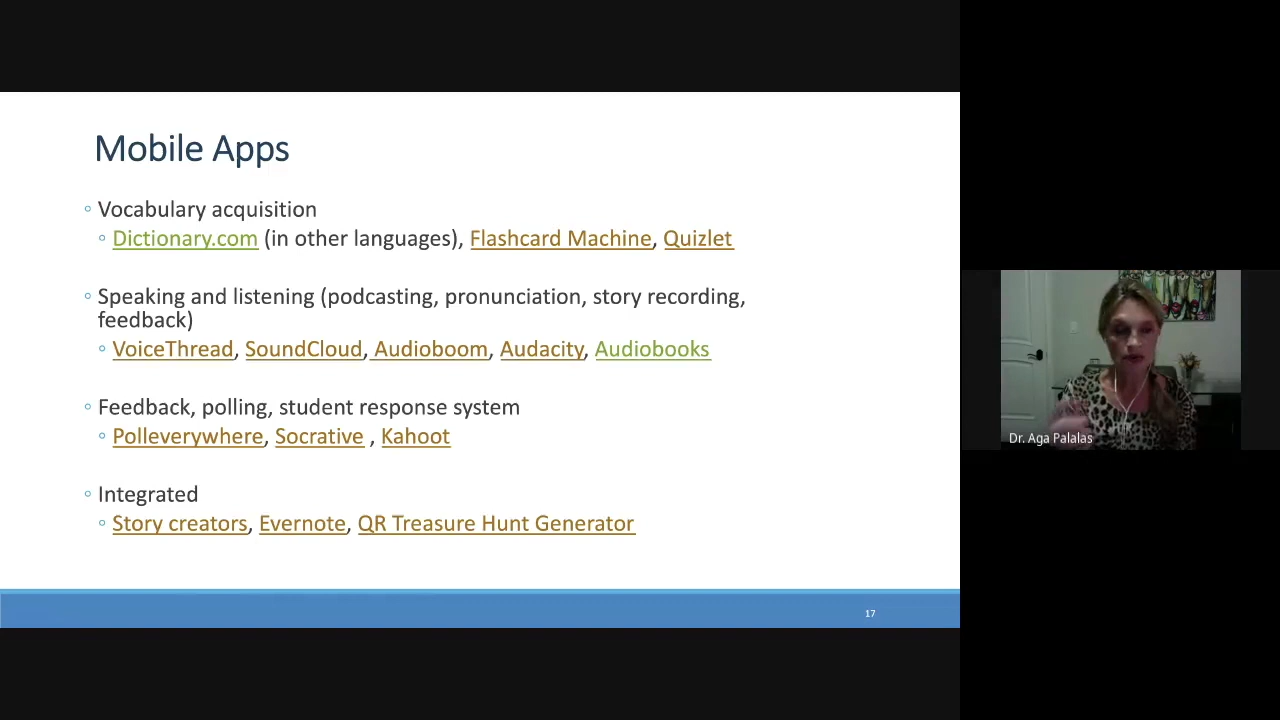 Mobile Apps
◦ Vocabulary acquisition
◦ Dictionary.com (in other languages), Flashcard Machine, Quizlet
◦ Speaking and listening (podcasting, pronunciation, story recording,
feedback)
◦ VoiceThread, SoundCloud, Audioboom, Audacity, Audiobooks
◦ Feedback, polling, student response system
◦ Polleverywhere, Socrative , Kahoot
◦ Integrated
◦ Story creators, Evernote, QR Treasure Hunt Generator
17
Dr. Aga Palalas